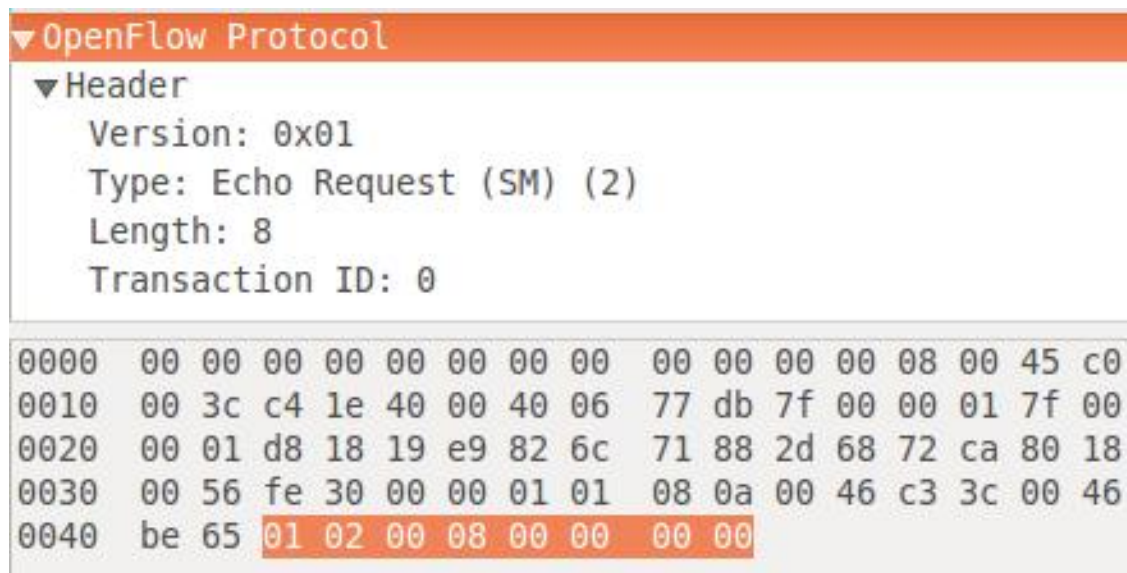 OpenFlow Protocol
Header
Version: 0x01
Type: Echo Request (SM) (2)
Length: 8
Transaction ID: 0
0000 00 00 00 00 00 00 00 00 00 00 00 00 08 00 45 c0
0010 00 3c c4 1e 40 00 40 06 77 db 7f 00 00 01 7f 00
0020 00 01 d8 18 19 e9 82 6c 71 88 2d 68 72 ca 80 18
0030 00 56 fe 30 00 00 01 01 08 0a 00 46 c3 3c 00 46
0040 be 65 01 02 00 08 00 00 00 00